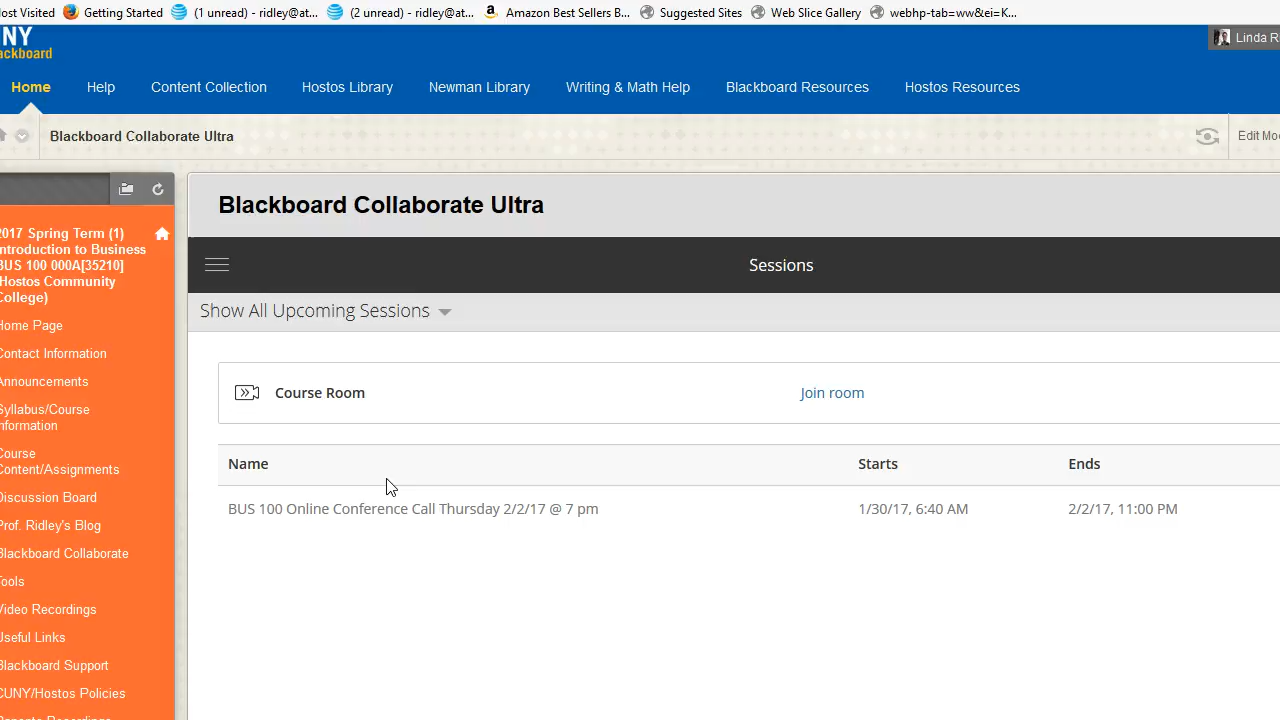 ost Visited Getting Started (1 unread) - ridley@at... (2 unread) - ridley@at... Amazon Best Sellers B... Suggested Sites Web Slice Gallery webhp-tab=ww&ei=K...
NY
ackboard
Linda R
Home Help Content Collection Hostos Library Newman Library Writing & Math Help Blackboard Resources Hostos Resources
Blackboard Collaborate Ultra
Edit Mo
Blackboard Collaborate Ultra
Sessions
Show All Upcoming Sessions
Course Room Join room
Name Starts Ends
BUS 100 Online Conference Call Thursday 2/2/17 @ 7 pm 1/30/17, 6:40 AM 2/2/17, 11:00 PM
2017 Spring Term (1)
Introduction to Business
BUS 100 000A[35210]
(Hostos Community
College)
Home Page
Contact Information
Announcements
Syllabus/Course
Information
Course
Content/Assignments
Discussion Board
Prof. Ridley's Blog
Blackboard Collaborate
Tools
Video Recordings
Useful Links
Blackboard Support
CUNY/Hostos Policies